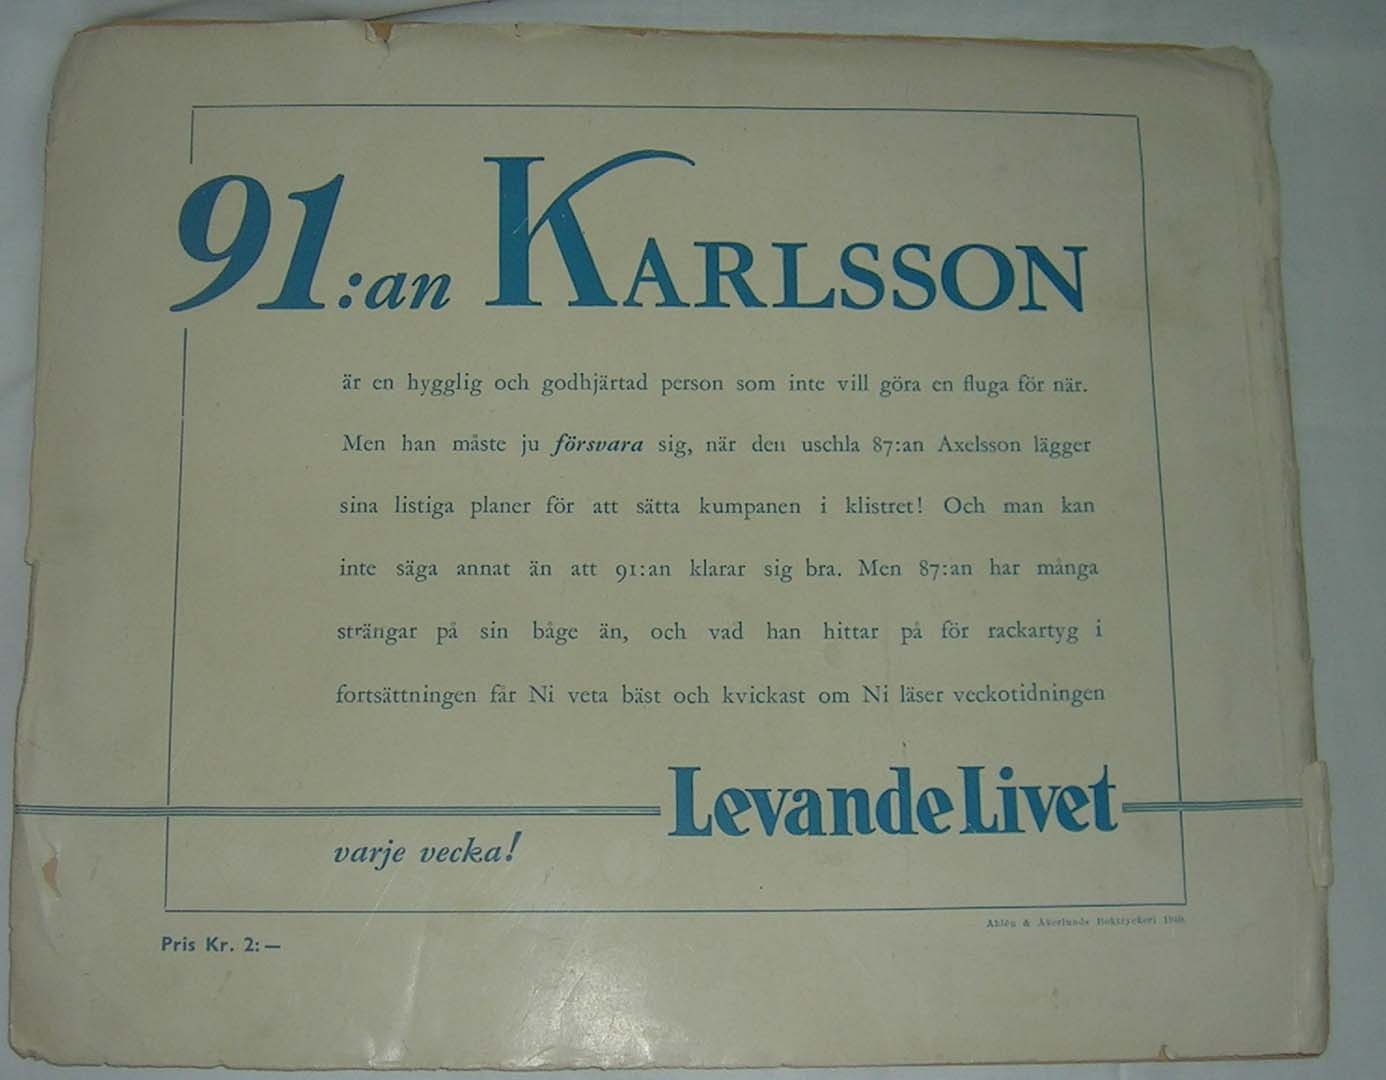 91:an KARLSSON
är en hygglig och godhjärtad person som inte vill göra en fluga för när.
Men han måste ju försvara sig, när den uschla 87:an Axelsson lägger
sina listiga planer för att sätta kumpanen i klistret! Och man kan
inte säga annat än att 91:an klarar sig bra. Men 87:an har många
strängar på sin båge än, och vad han hittar på för rackartyg i
fortsättningen får Ni veta bäst och kvickast om Ni läser veckotidningen
Levande Livet
varje vecka!
Åhlén & Åkerlunds Boktryckeri 1940.
Pris Kr. 2:—